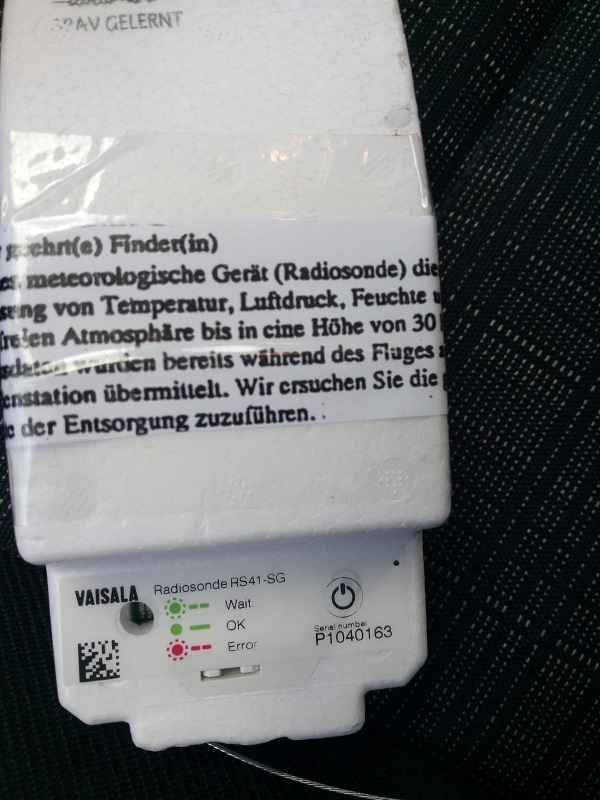 GELERNT
geehrt(e) Finder(in)
meteorologische Gerät (Radiosonde) die
von Temperatur, Luftdruck, Feuchte u
freien Atmosphäre bis in eine Höhe von 30
wurden bereits während des Fluges a
enstation übermittelt. Wir ersuchen Sie die g
e der Entsorgung zuzuführen.
VAISALA Radiosonde RS41-SG
Wait
OK
Error
Serial number
P1040163